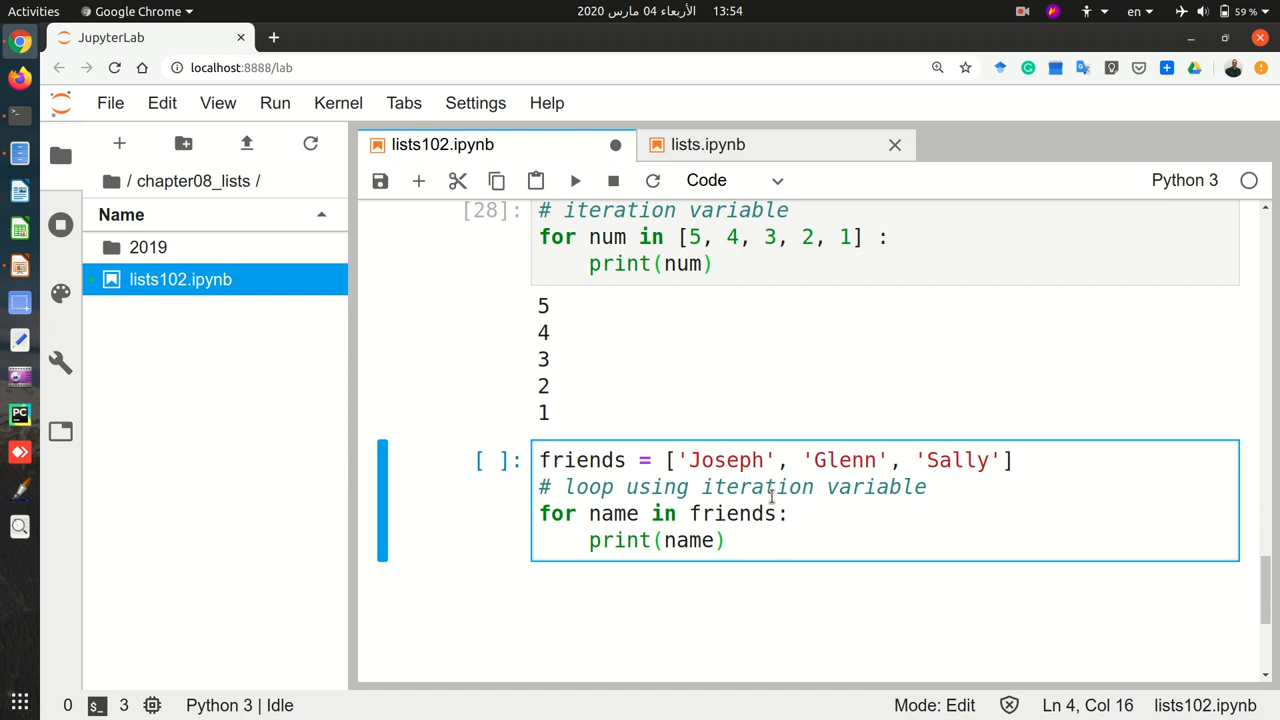 Activities
Google Chrome
الأربعاء 04 مارس 2020 13:54
en
59 %
JupyterLab
localhost:8888/lab
File Edit View Run Kernel Tabs Settings Help
lists102.ipynb
lists.ipynb
/ chapter08_lists /
Code
Python 3
Name
2019
lists102.ipynb
[28]:
# iteration variable
for num in [5, 4, 3, 2, 1] :
print(num)
5
4
3
2
1
[ ]:
friends = ['Joseph', 'Glenn', 'Sally']
# loop using iteration variable
for name in friends:
print(name)
PC
0
$_
3
Python 3 | Idle
Mode: Edit
Ln 4, Col 16
lists102.ipynb